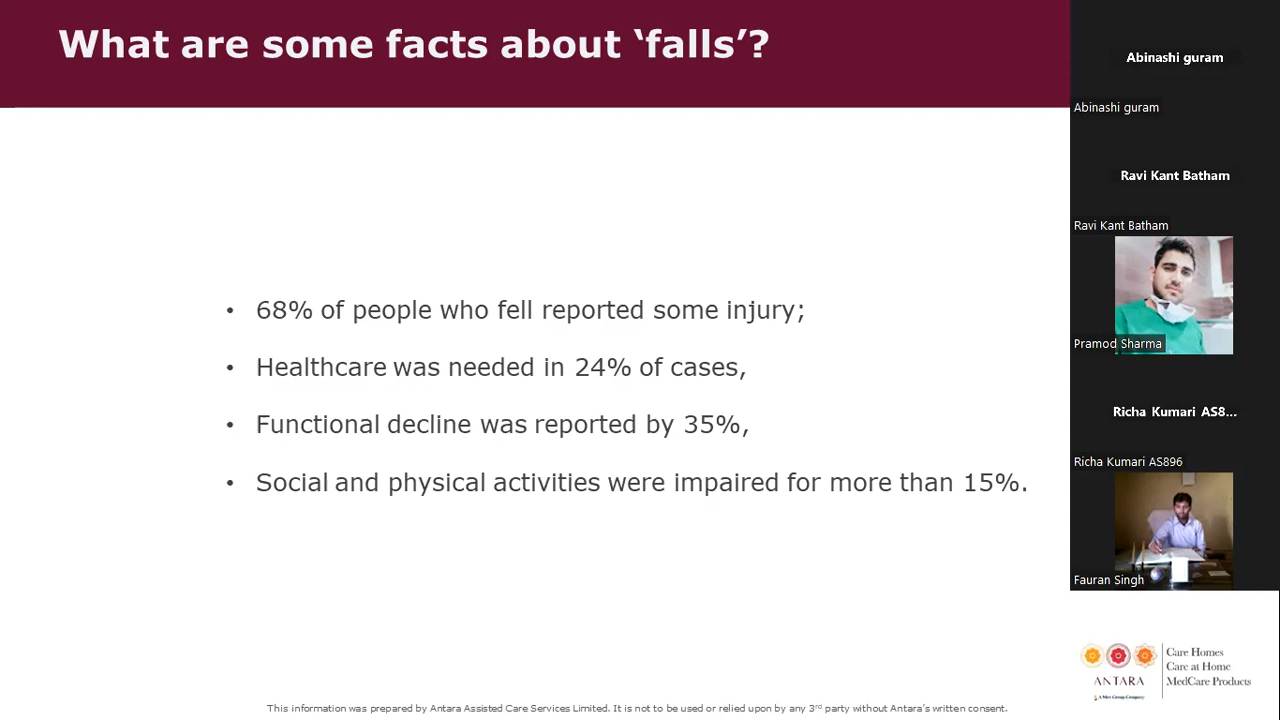 What are some facts about ‘falls’?
• 68% of people who fell reported some injury;
• Healthcare was needed in 24% of cases,
• Functional decline was reported by 35%,
• Social and physical activities were impaired for more than 15%.
Abinashi guram
Abinashi guram
Ravi Kant Batham
Ravi Kant Batham
Pramod Sharma
Richa Kumari AS8...
Richa Kumari AS896
Fauran Singh
ANTARA
A Max Group Company
Care Homes
Care at Home
MedCare Products
This information was prepared by Antara Assisted Care Services Limited. It is not to be used or relied upon by any 3rd party without Antara’s written consent.